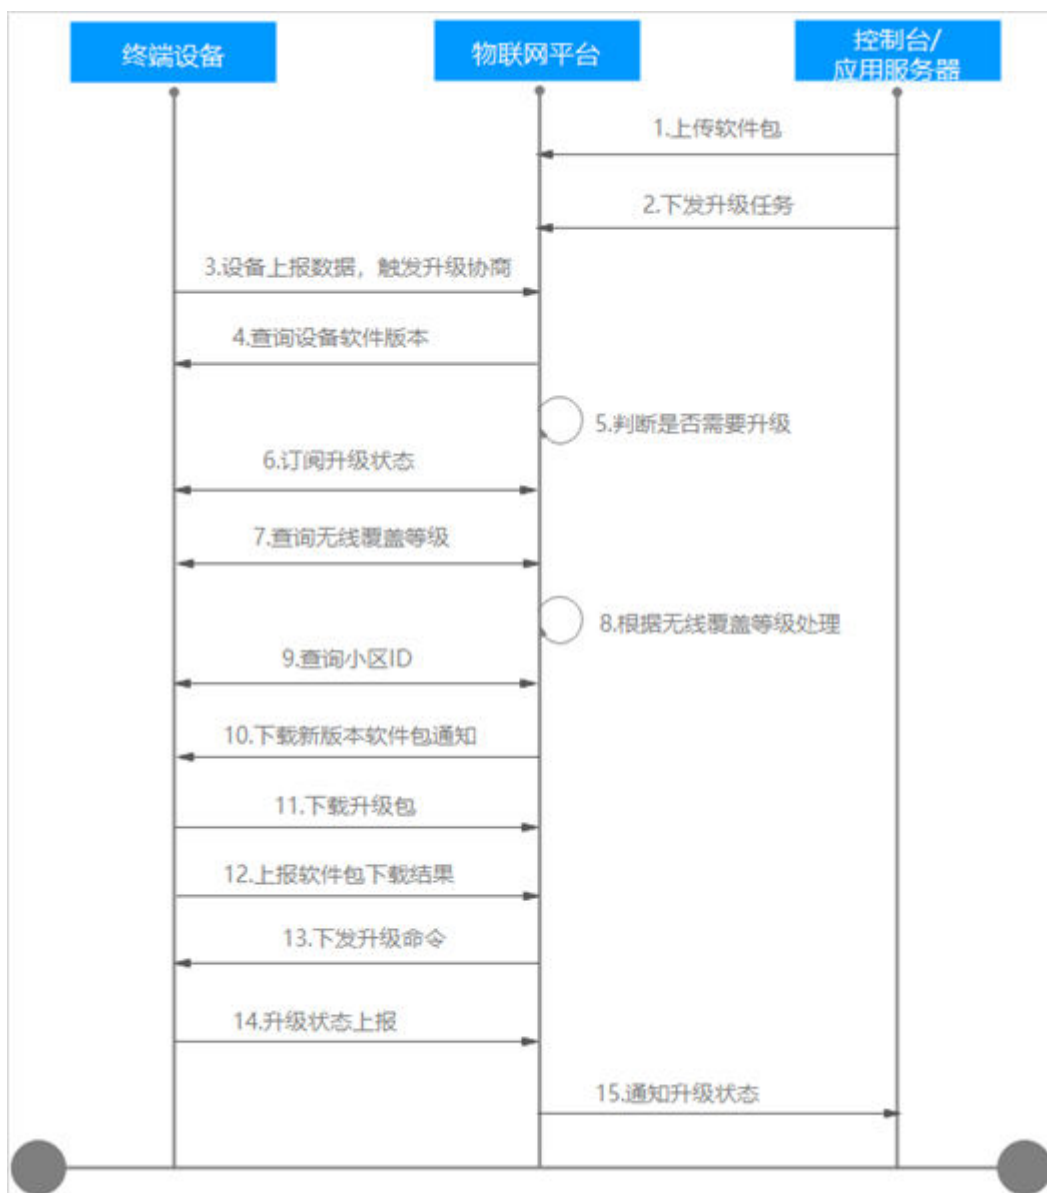 终端设备
物联网平台
控制台/
应用服务器
1.上传软件包
2.下发升级任务
3.设备上报数据，触发升级协商
4.查询设备软件版本
5.判断是否需要升级
6.订阅升级状态
7.查询无线覆盖等级
8.根据无线覆盖等级处理
9.查询小区ID
10.下载新版本软件包通知
11.下载升级包
12.上报软件包下载结果
13.下发升级命令
14.升级状态上报
15.通知升级状态